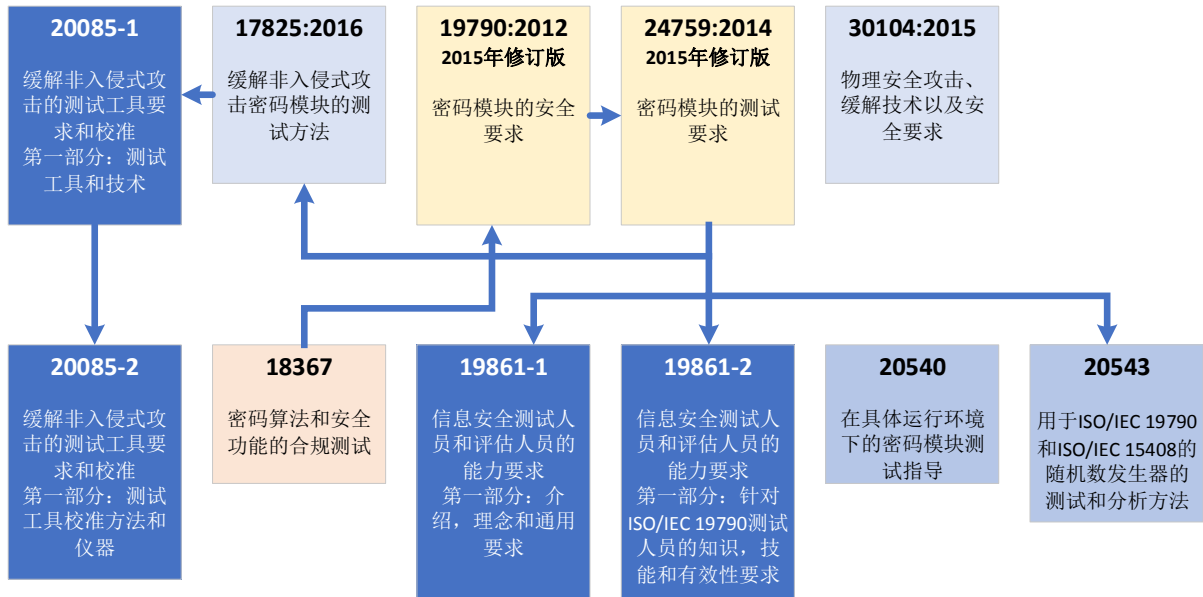 20085-1
缓解非入侵式攻
击的测试工具要
求和校准
第一部分：测试
工具和技术
17825:2016
缓解非入侵式攻
击密码模块的测
试方法
19790:2012
2015年修订版
密码模块的安全
要求
24759:2014
2015年修订版
密码模块的测试
要求
30104:2015
物理安全攻击、
缓解技术以及安
全要求
20085-2
缓解非入侵式攻
击的测试工具要
求和校准
第一部分：测试
工具校准方法和
仪器
18367
密码算法和安全
功能的合规测试
19861-1
信息安全测试人
员和评估人员的
能力要求
第一部分：介
绍，理念和通用
要求
19861-2
信息安全测试人
员和评估人员的
能力要求
第一部分：针对
ISO/IEC 19790测试
人员的知识，技
能和有效性要求
20540
在具体运行环境
下的密码模块测
试指导
20543
用于ISO/IEC 19790
和ISO/IEC 15408的
随机数发生器的
测试和分析方法